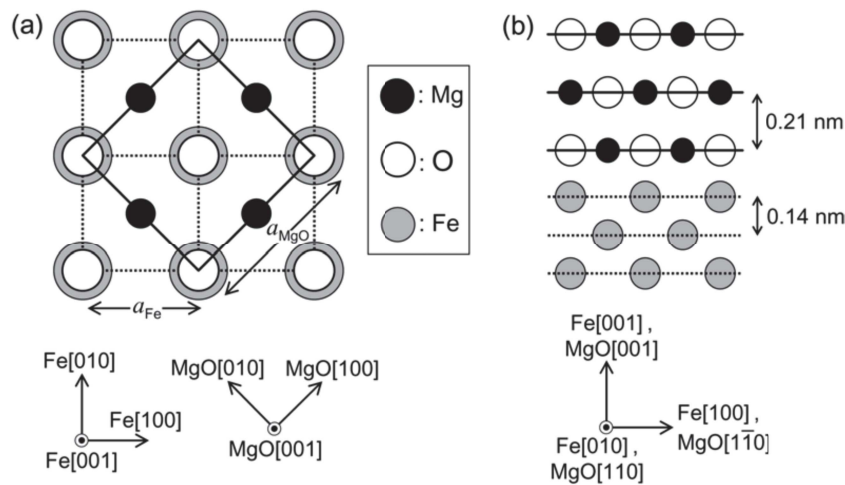 (a)
a_MgO
a_Fe
Fe[010]
Fe[100]
Fe[001]
MgO[010]
MgO[100]
MgO[001]
: Mg
: O
: Fe
(b)
0.21 nm
0.14 nm
Fe[001] ,
MgO[001]
Fe[100] ,
MgO[11̅0]
Fe[010] ,
MgO[110]